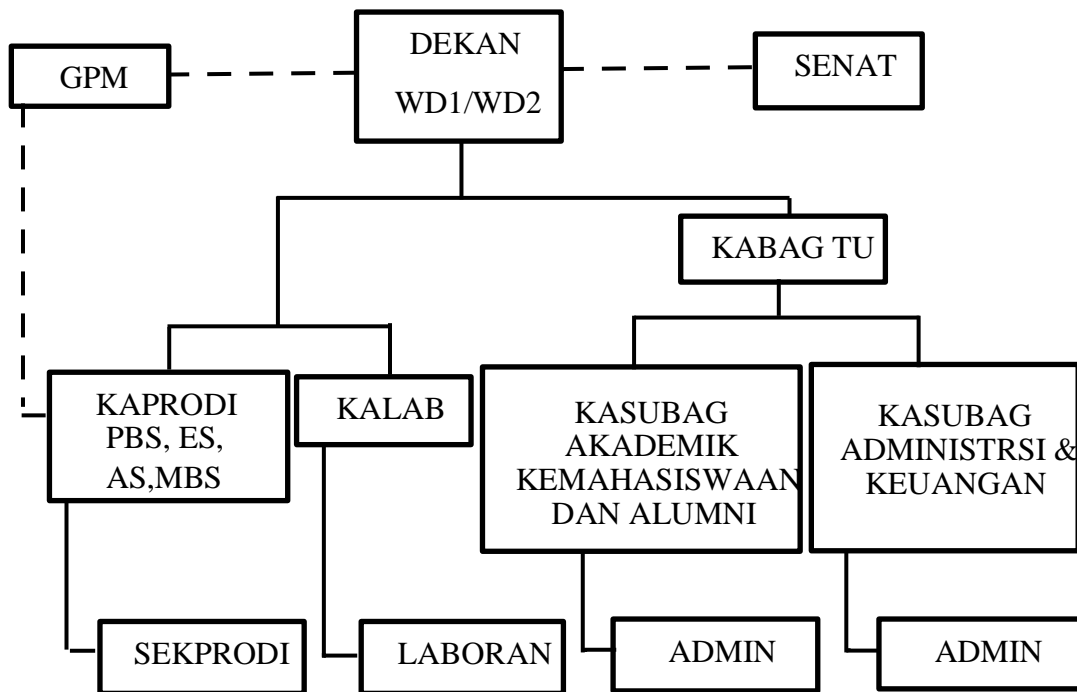 DEKAN
WD1/WD2
GPM
SENAT
KABAG TU
KAPRODI
PBS, ES,
AS,MBS
KALAB
KASUBAG
AKADEMIK
KEMAHASISWAAN
DAN ALUMNI
KASUBAG
ADMINISTRSI &
KEUANGAN
SEKPRODI
LABORAN
ADMIN
ADMIN